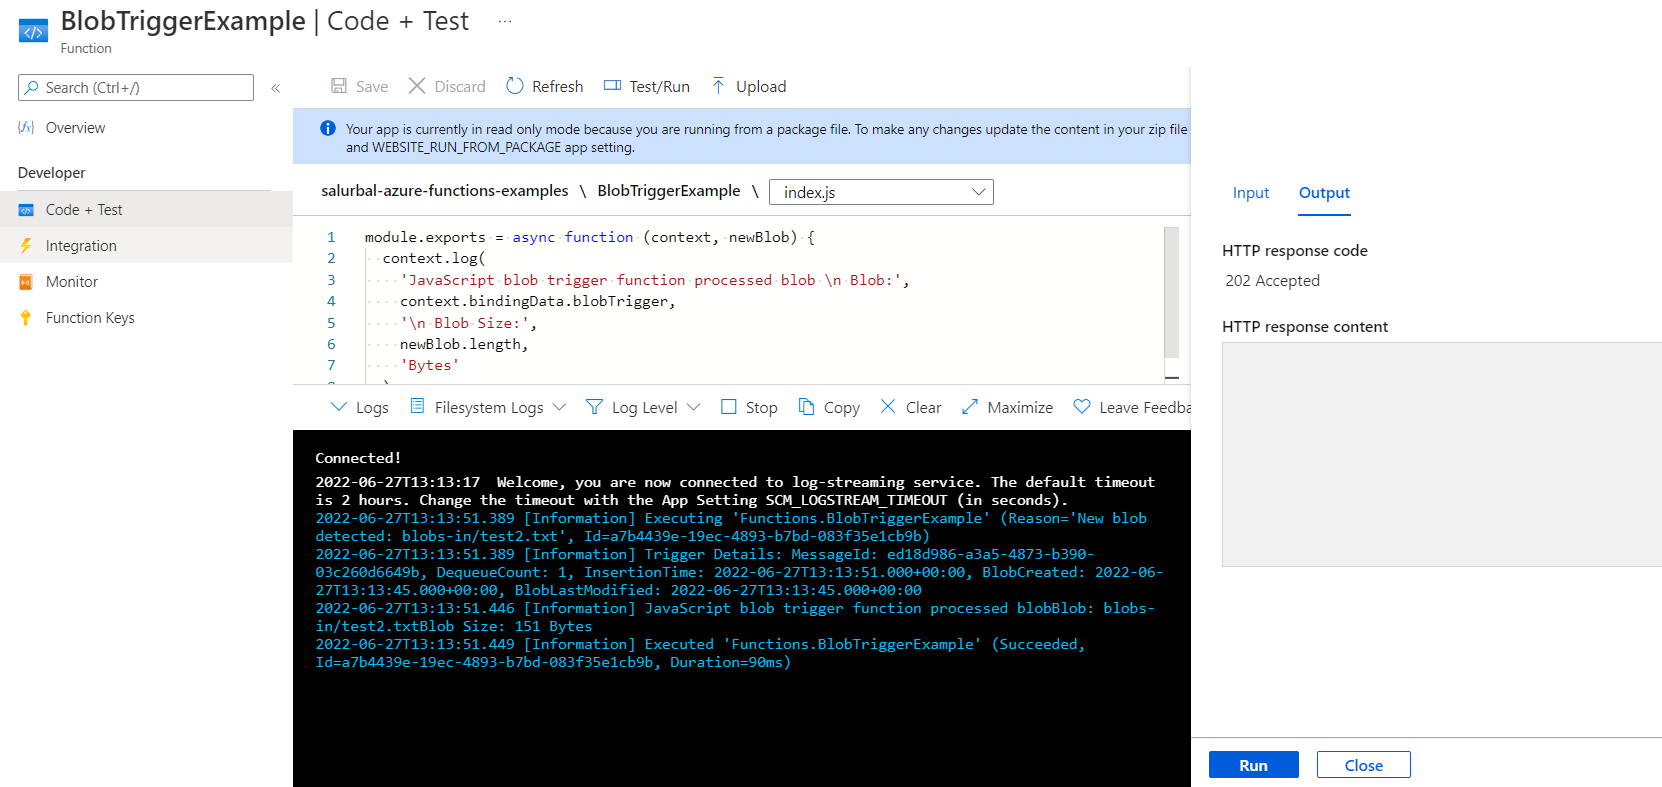 BlobTriggerExample | Code + Test ...
Function
Search (Ctrl+/) «
Overview
Developer
Code + Test
Integration
Monitor
Function Keys
Save Discard Refresh Test/Run Upload
Your app is currently in read only mode because you are running from a package file. To make any changes update the content in your zip file
and WEBSITE_RUN_FROM_PACKAGE app setting.
salurbal-azure-functions-examples \ BlobTriggerExample \ index.js
1 module.exports = async function (context, newBlob) {
2 context.log(
3 'JavaScript blob trigger function processed blob \n Blob:',
4 context.bindingData.blobTrigger,
5 '\n Blob Size:',
6 newBlob.length,
7 'Bytes'
Logs Filesystem Logs Log Level Stop Copy Clear Maximize Leave Feedba
Connected!
2022-06-27T13:13:17  Welcome, you are now connected to log-streaming service. The default timeout
is 2 hours. Change the timeout with the App Setting SCM_LOGSTREAM_TIMEOUT (in seconds).
2022-06-27T13:13:51.389 [Information] Executing 'Functions.BlobTriggerExample' (Reason='New blob
detected: blobs-in/test2.txt', Id=a7b4439e-19ec-4893-b7bd-083f35e1cb9b)
2022-06-27T13:13:51.389 [Information] Trigger Details: MessageId: ed18d986-a3a5-4873-b390-
03c260d6649b, DequeueCount: 1, InsertionTime: 2022-06-27T13:13:51.000+00:00, BlobCreated: 2022-06-
27T13:13:45.000+00:00, BlobLastModified: 2022-06-27T13:13:45.000+00:00
2022-06-27T13:13:51.446 [Information] JavaScript blob trigger function processed blobBlob: blobs-
in/test2.txtBlob Size: 151 Bytes
2022-06-27T13:13:51.449 [Information] Executed 'Functions.BlobTriggerExample' (Succeeded,
Id=a7b4439e-19ec-4893-b7bd-083f35e1cb9b, Duration=90ms)
Input Output
HTTP response code
202 Accepted
HTTP response content
Run Close